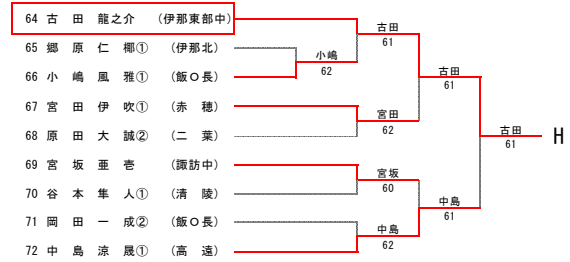 64 古 田 龍之介 (伊那東部中)
65 郷 原 仁 梛① (伊那北)
66 小 嶋 風 雅① (飯O長)
67 宮 田 伊 吹① (赤 穂)
68 原 田 大 誠② (二 葉)
69 宮 坂 亜 壱 (諏訪中)
70 谷 本 隼 人① (清 陵)
71 岡 田 一 成② (飯O長)
72 中 島 涼 晟① (高 遠)
小嶋
62
古田
61
宮田
62
宮坂
60
中島
62
古田
61
中島
61
古田
61
H